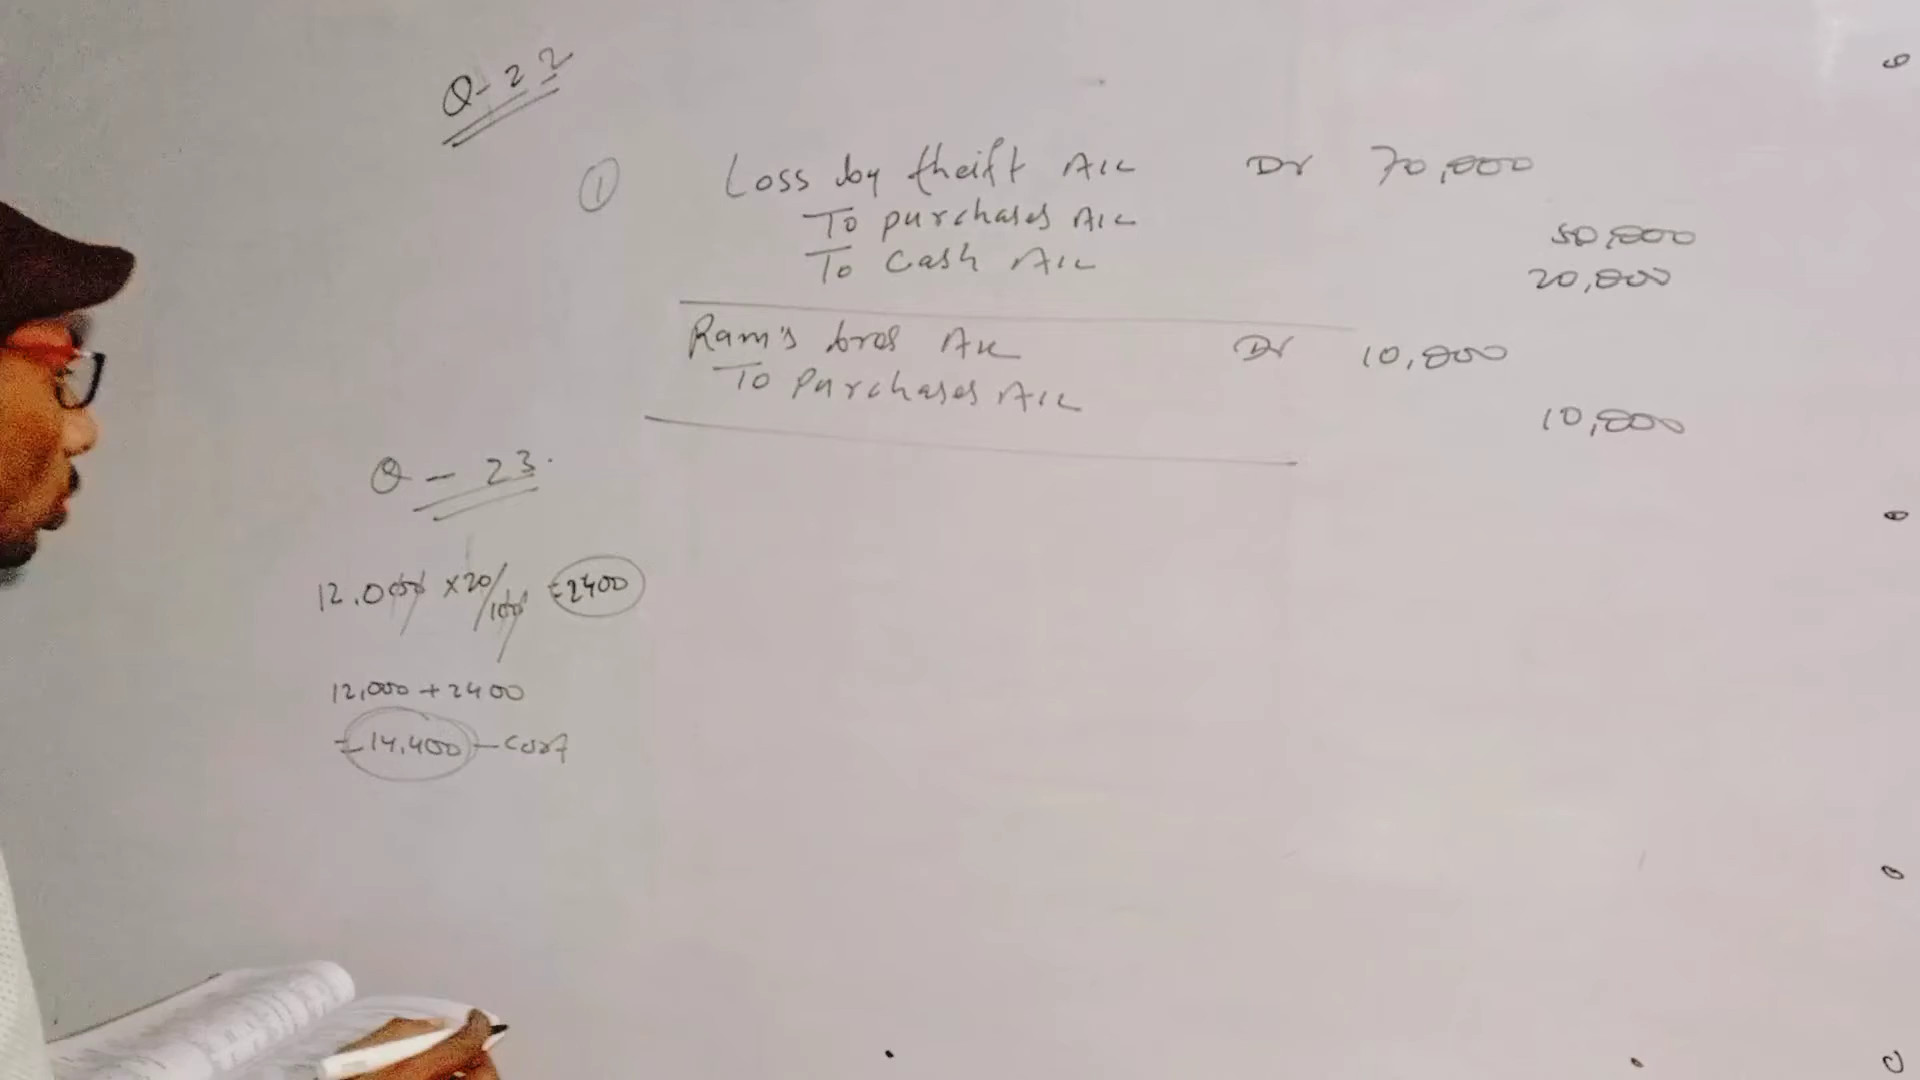 Q-22
① Loss by theift A/c Dr 70,000
To purchases A/c 50,000
To Cash A/c 20,000
Ram's bros A/c Dr 10,000
To Purchases A/c 10,000
Q - 23.
12,000 x 20/100 = 2400
12,000 + 2400
= 14,400 - Cost